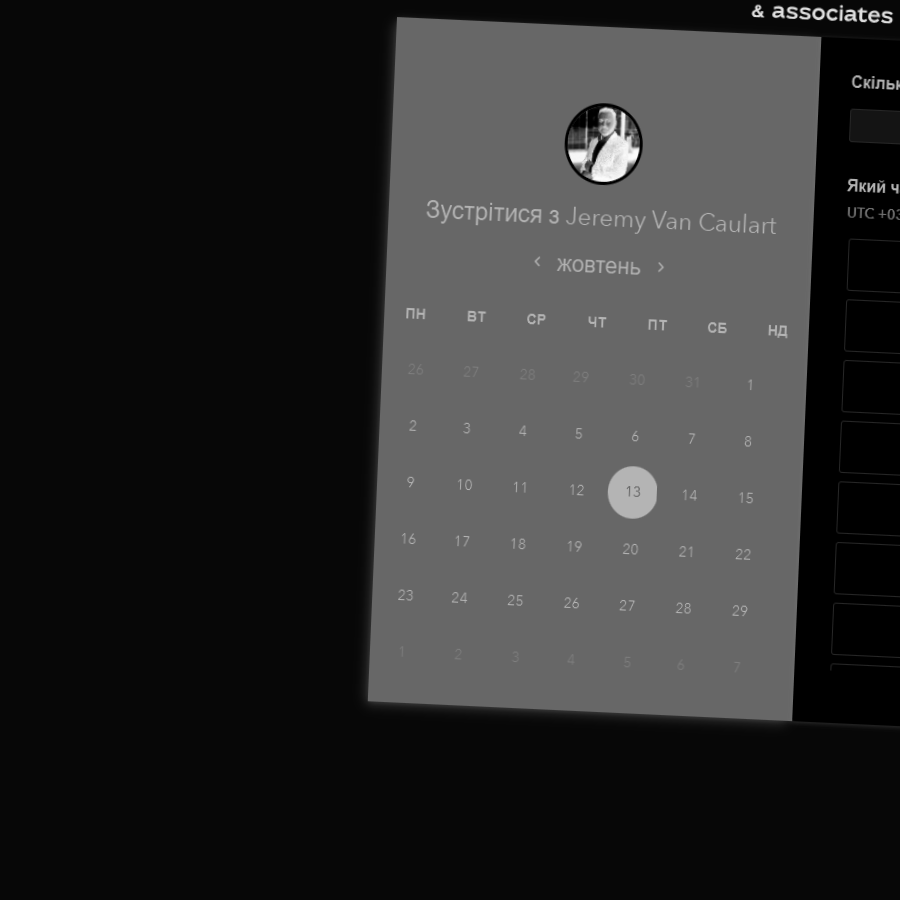 & associates
Зустрітися з Jeremy Van Caulart
‹ жовтень ›
ПН ВТ СР ЧТ ПТ СБ НД
26 27 28 29 30 31 1
2 3 4 5 6 7 8
9 10 11 12 13 14 15
16 17 18 19 20 21 22
23 24 25 26 27 28 29
1 2 3 4 5 6 7
Скільк
Який ч
UTC +03